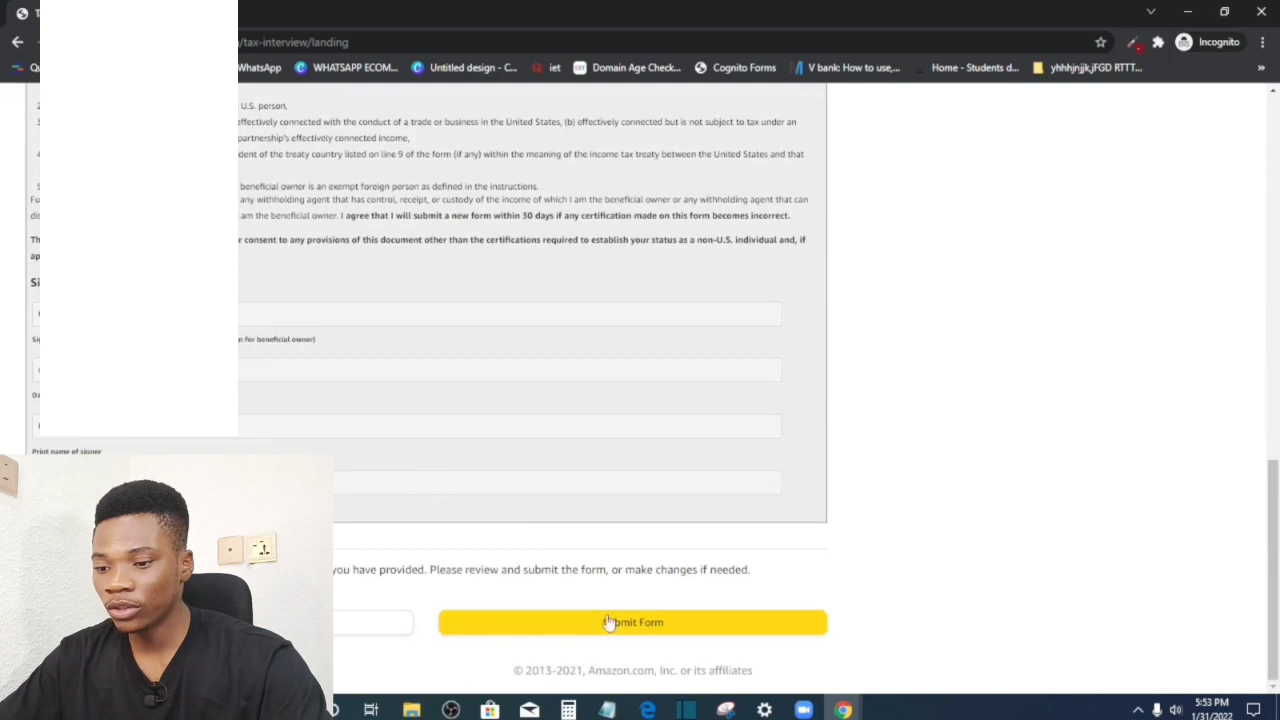 /tax-interview/landing
Incognito
WhatsApp
WHATSAPP ECOM...
Udemy Downloader...
Untitled design
Domain Age Check...
Cognito Forms
V bank: How to use,...
Home - Students
yhhhjnjk,jFGD RTT...
U.S. person,
effectively connected with the conduct of a trade or business in the United States, (b) effectively connected but is not subject to tax under an
partnership's effectively connected income,
dent of the treaty country listed on line 9 of the form (if any) within the meaning of the income tax treaty between the United States and that
beneficial owner is an exempt foreign person as defined in the instructions.
any withholding agent that has control, receipt, or custody of the income of which I am the beneficial owner or any withholding agent that can
am the beneficial owner. I agree that I will submit a new form within 30 days if any certification made on this form becomes incorrect.
Th r consent to any provisions of this document other than the certifications required to establish your status as a non-U.S. individual and, if
ap
n for beneficial owner)
Print name of signer
you have provided. Please review and submit the form, or make changes if needed.
Submit Form
© 2013-2021, Amazon.com, Inc. or its affiliates
5:53 PM
1/31/2022